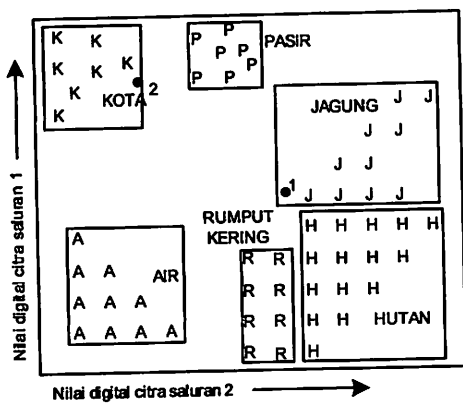 K K P P PASIR
K K K P P P
K KOTA 2 P P
K
JAGUNG J J
J J
J J
1 J J J J
RUMPUT
KERING
H H H H H
A R R H H H H
A A AIR R R H H H
A A A R R H H HUTAN
A A A A R R H
Nilai digital citra saluran 1
Nilai digital citra saluran 2